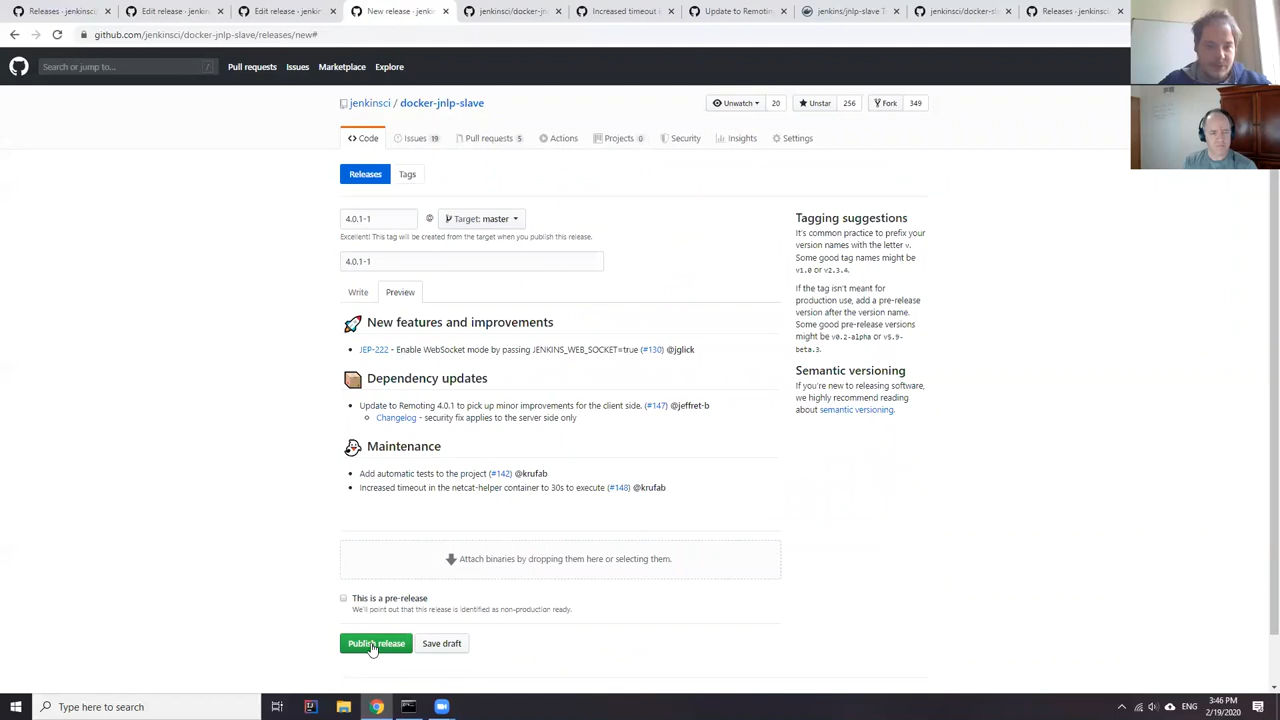 Releases · jenkinsci
Edit release · jenkin
Edit release · jenkin
New release · jenkin
jenkinsci/docker-jnl
Increased timeout in
Update to Remoting
jenkins/jnlp-slave T
jenkinsci/docker-sl
Releases · jenkinsci
github.com/jenkinsci/docker-jnlp-slave/releases/new#
Search or jump to...
/
Pull requests
Issues
Marketplace
Explore
jenkinsci / docker-jnlp-slave
Unwatch
20
Unstar
256
Fork
349
Code
Issues 19
Pull requests 5
Actions
Projects 0
Security
Insights
Settings
Releases
Tags
4.0.1-1
@
Target: master
Excellent! This tag will be created from the target when you publish this release.
4.0.1-1
Write
Preview
New features and improvements
JEP-222 - Enable WebSocket mode by passing JENKINS_WEB_SOCKET=true (#130) @jglick
Dependency updates
Update to Remoting 4.0.1 to pick up minor improvements for the client side. (#147) @jeffret-b
Changelog - security fix applies to the server side only
Maintenance
Add automatic tests to the project (#142) @krufab
Increased timeout in the netcat-helper container to 30s to execute (#148) @krufab
Attach binaries by dropping them here or selecting them.
This is a pre-release
We'll point out that this release is identified as non-production ready.
Publish release
Save draft
Tagging suggestions
It's common practice to prefix your
version names with the letter v.
Some good tag names might be
v1.0 or v2.3.4.
If the tag isn't meant for
production use, add a pre-release
version after the version name.
Some good pre-release versions
might be v0.2-alpha or v5.9-
beta.3.
Semantic versioning
If you're new to releasing software,
we highly recommend reading
about semantic versioning.
Type here to search
ENG
3:46 PM
2/19/2020